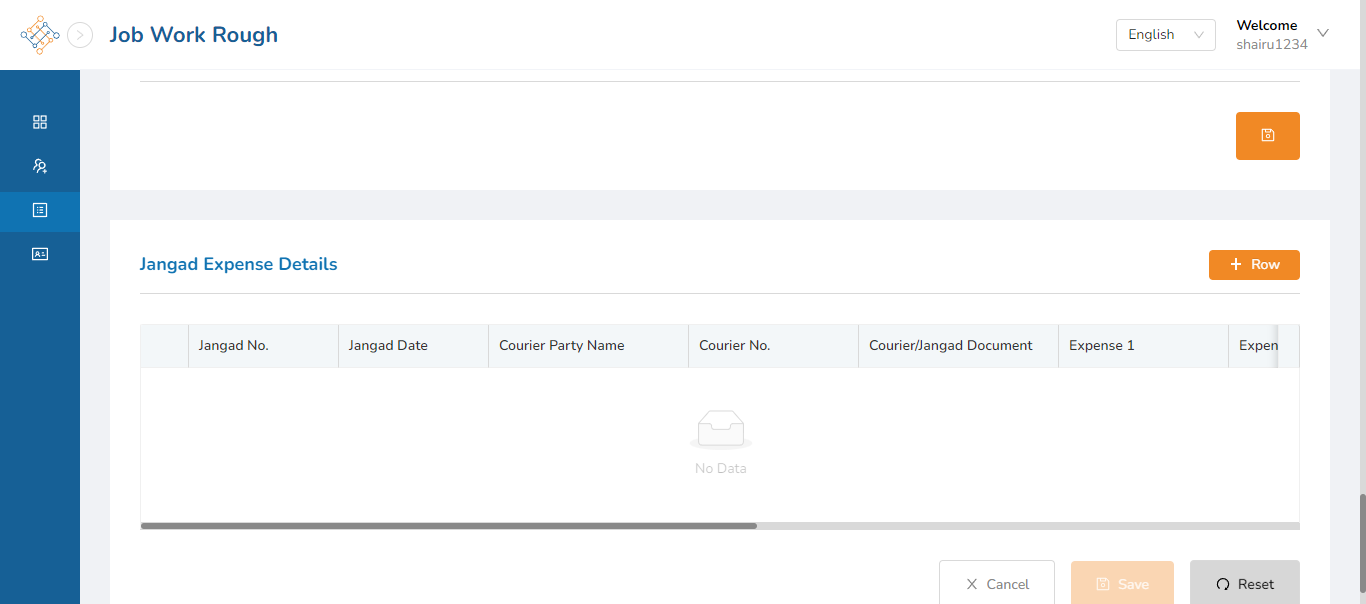 Job Work Rough
English
Welcome
shairu1234
Jangad Expense Details
Row
Jangad No.
Jangad Date
Courier Party Name
Courier No.
Courier/Jangad Document
Expense 1
Expen
No Data
Cancel
Save
Reset